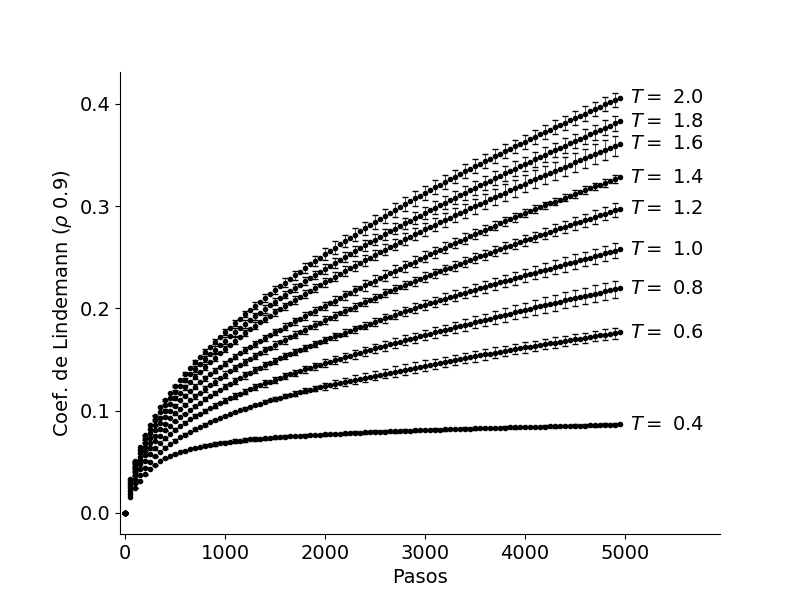 0.4
0.3
0.2
0.1
0.0
Coef. de Lindemann (ρ 0.9)
T = 2.0
T = 1.8
T = 1.6
T = 1.4
T = 1.2
T = 1.0
T = 0.8
T = 0.6
T = 0.4
0 1000 2000 3000 4000 5000
Pasos